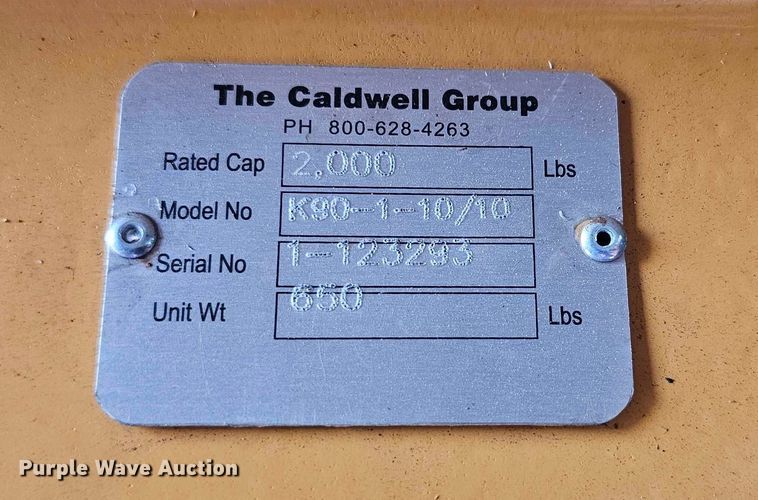 The Caldwell Group
PH 800-628-4263
Rated Cap 2,000 Lbs
Model No K90-1-10/10
Serial No 1-123293
Unit Wt 650 Lbs
Purple Wave Auction